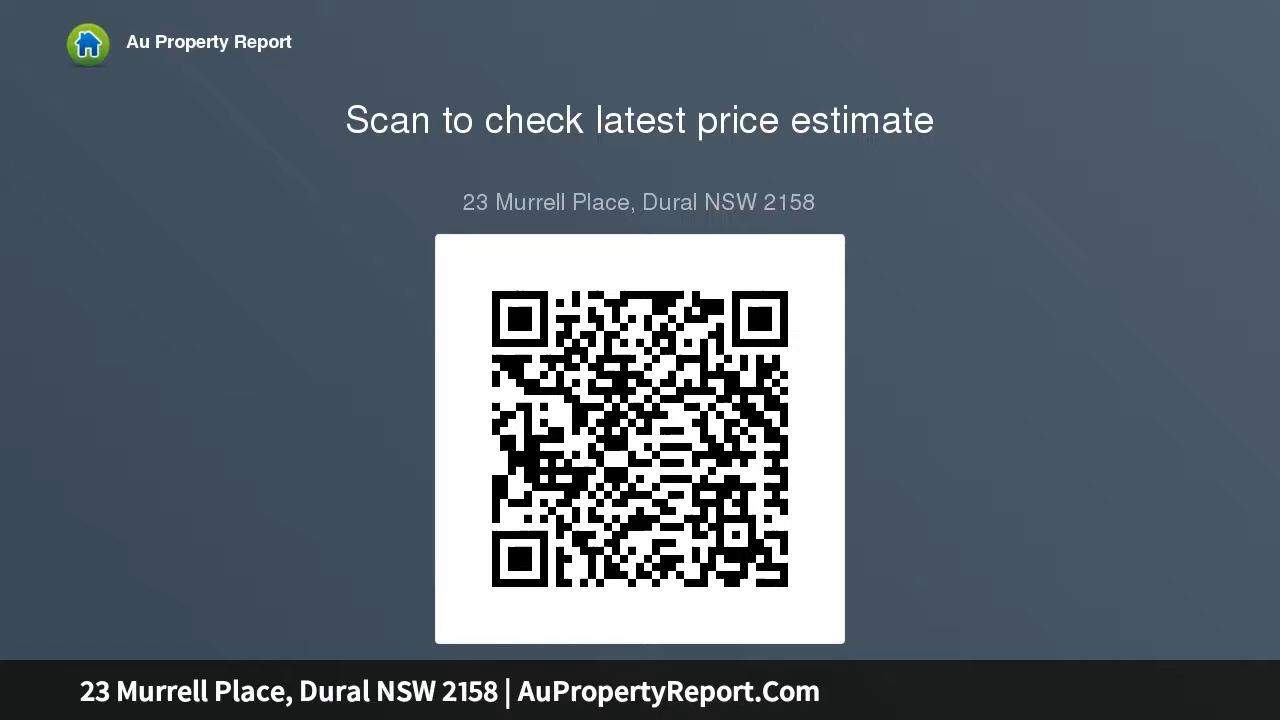 Au Property Report
Scan to check latest price estimate
23 Murrell Place, Dural NSW 2158
23 Murrell Place, Dural NSW 2158 | AuPropertyReport.Com